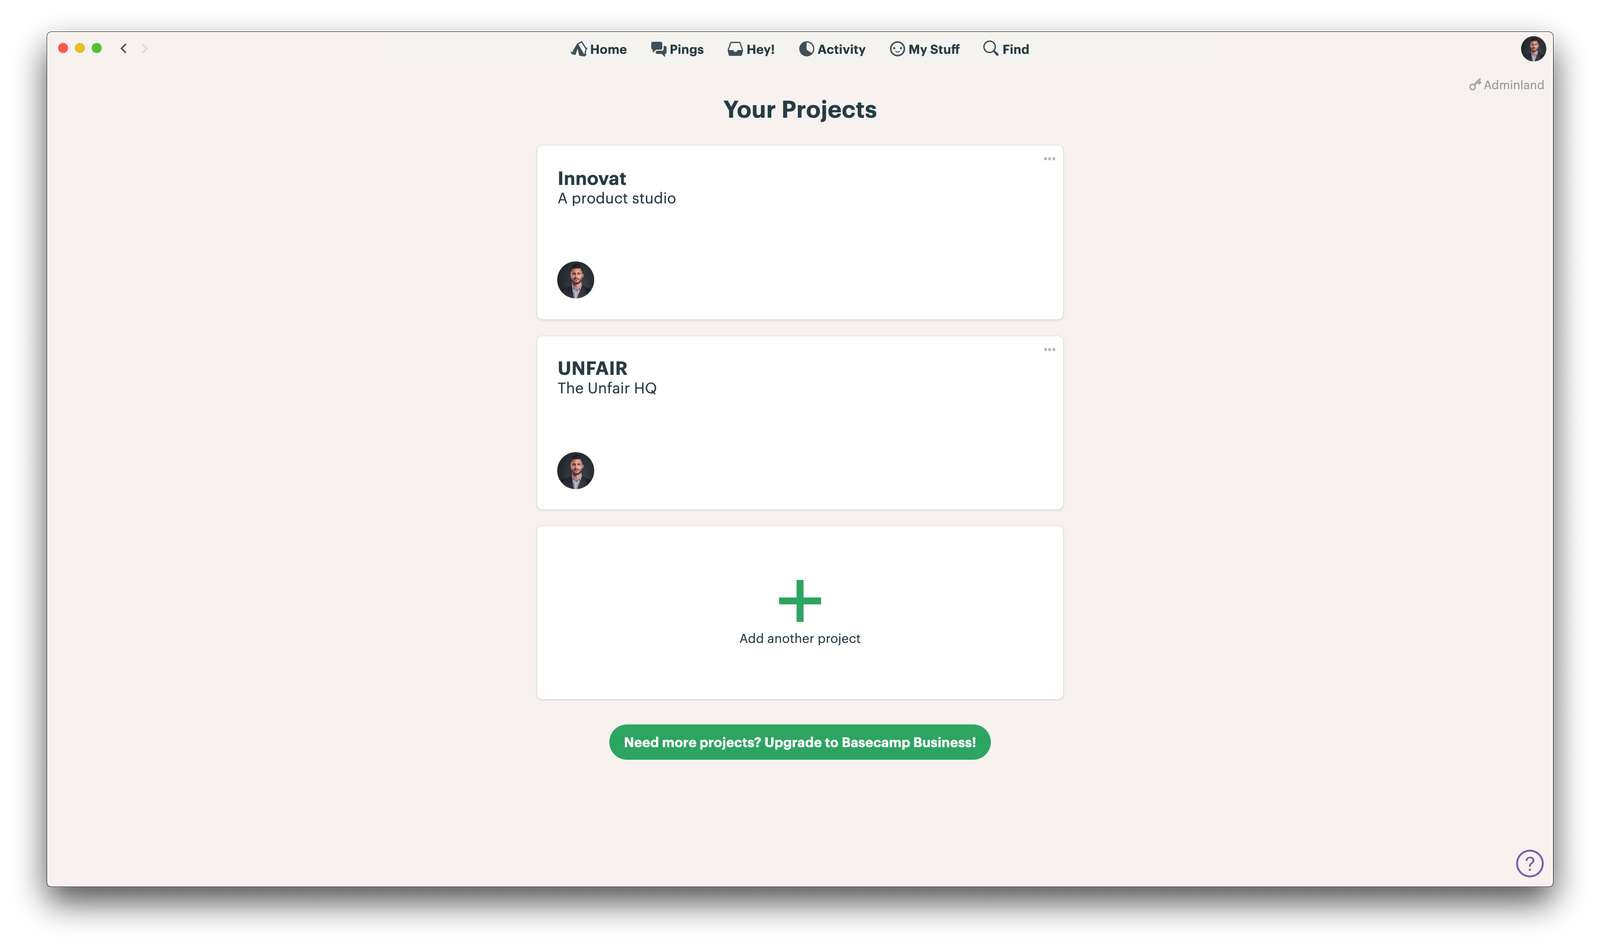 Home Pings Hey! Activity My Stuff Find
Adminland
Your Projects
Innovat
A product studio
UNFAIR
The Unfair HQ
Add another project
Need more projects? Upgrade to Basecamp Business!
?